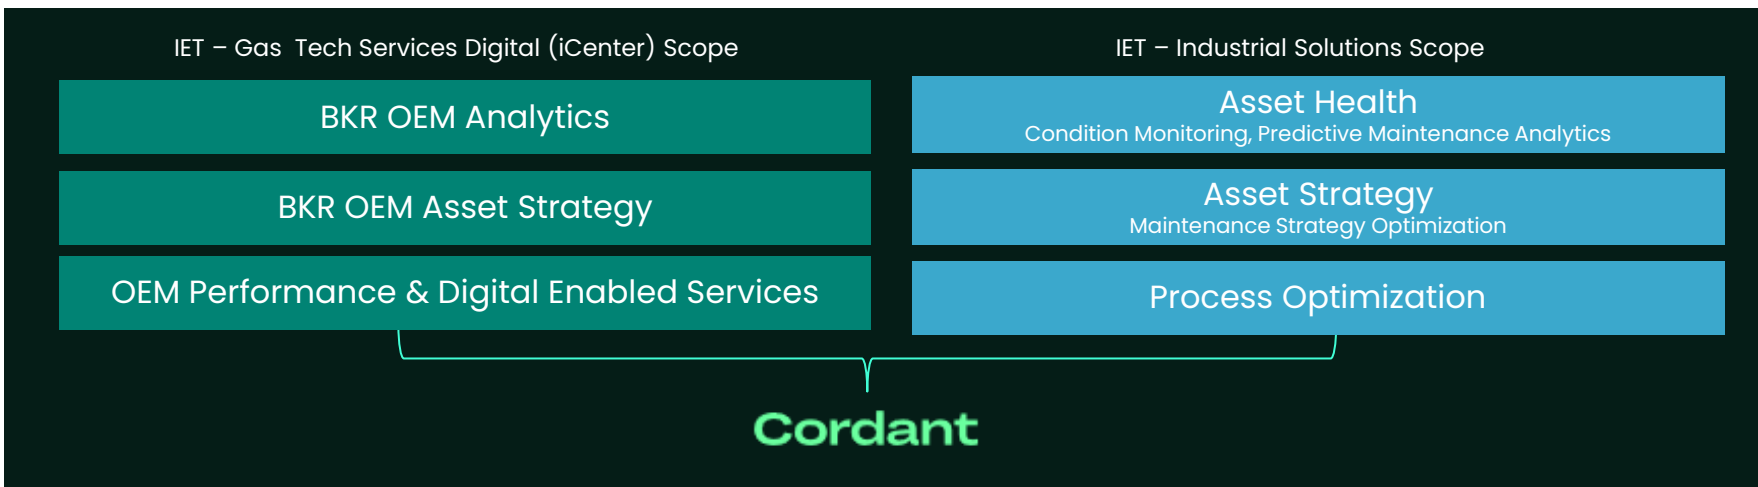 IET – Gas  Tech Services Digital (iCenter) Scope
BKR OEM Analytics
BKR OEM Asset Strategy
OEM Performance & Digital Enabled Services
IET – Industrial Solutions Scope
Asset Health
Condition Monitoring, Predictive Maintenance Analytics
Asset Strategy
Maintenance Strategy Optimization
Process Optimization
Cordant